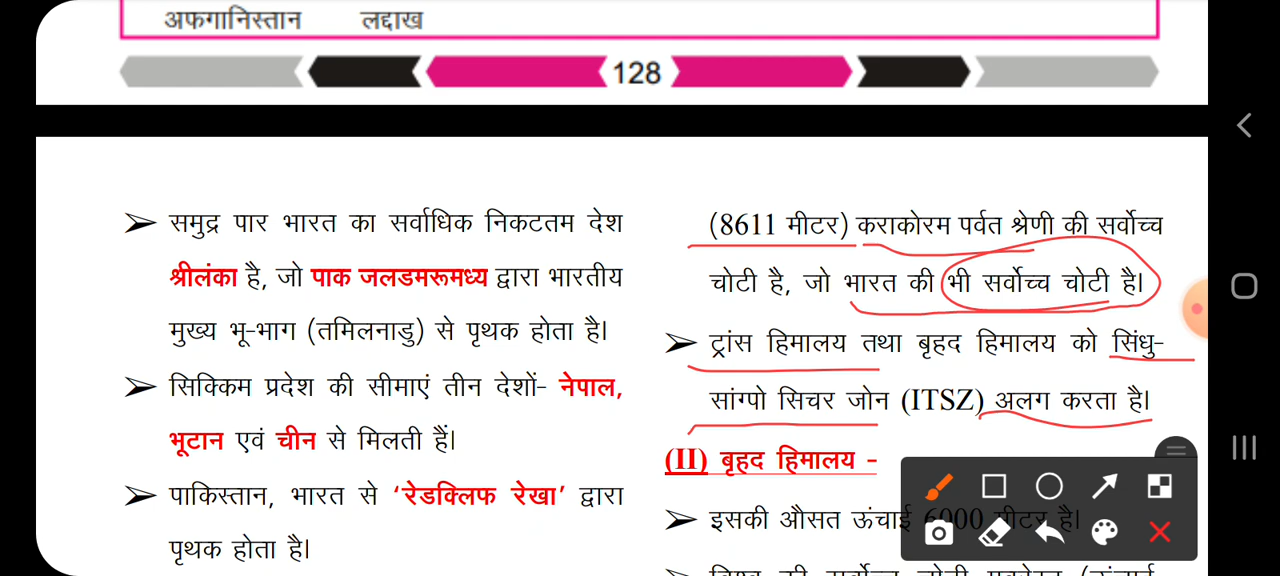 अफगानिस्तान लद्दाख
128
➢ समुद्र पार भारत का सर्वाधिक निकटतम देश
श्रीलंका है, जो पाक जलडमरूमध्य द्वारा भारतीय
मुख्य भू-भाग (तमिलनाडु) से पृथक होता है।
➢ सिक्किम प्रदेश की सीमाएं तीन देशों- नेपाल,
भूटान एवं चीन से मिलती हैं।
➢ पाकिस्तान, भारत से ‘रेडक्लिफ रेखा’ द्वारा
पृथक होता है।
(8611 मीटर) कराकोरम पर्वत श्रेणी की सर्वोच्च
चोटी है, जो भारत की भी सर्वोच्च चोटी है।
➢ ट्रांस हिमालय तथा बृहद हिमालय को सिंधु-
सांग्पो सिचर जोन (ITSZ) अलग करता है।
(II) बृहद हिमालय -
➢ इसकी औसत ऊंचाई 6000 मीटर है।